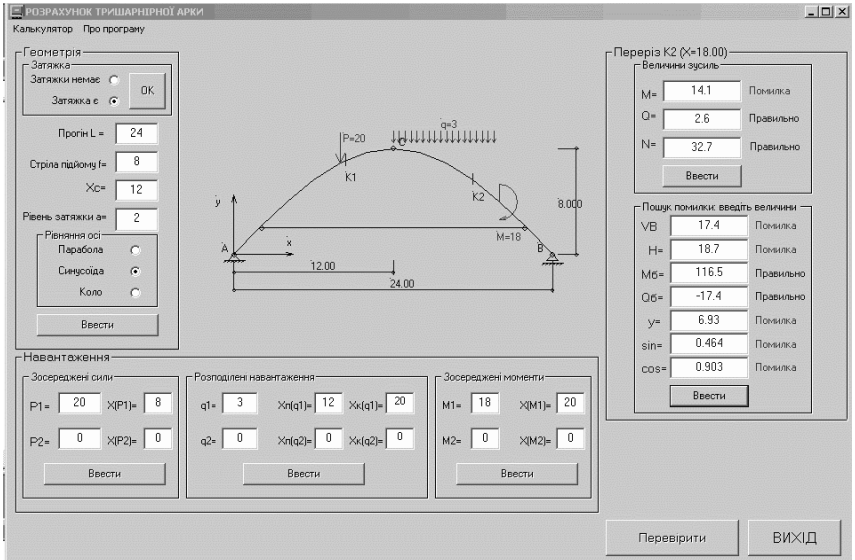 РОЗРАХУНОК ТРИШАРНІРНОЇ АРКИ
Калькулятор Про програму
Геометрія
Затяжка
Затяжки немає
Затяжка є
OK
Прогін L = 24
Стріла підйому f= 8
Xc= 12
Рівень затяжки a= 2
Рівняння осі
Парабола
Синусоїда
Коло
Ввести
P=20
C
q=3
K1
K2
y
8.000
M=18
A
x
B
12.00
24.00
Переріз K2 (X=18.00)
Величини зусиль
M= 14.1 Помилка
Q= 2.6 Правильно
N= 32.7 Правильно
Ввести
Пошук помилки: введіть величини
VB 17.4 Помилка
H= 18.7 Помилка
Mб= 116.5 Правильно
Qб= -17.4 Правильно
y= 6.93 Помилка
sin= 0.464 Помилка
cos= 0.903 Помилка
Ввести
Навантаження
Зосереджені сили
P1= 20 X(P1)= 8
P2= 0 X(P2)= 0
Ввести
Розподілені навантаження
q1= 3 Xп(q1)= 12 Xк(q1)= 20
q2= 0 Xп(q2)= 0 Xк(q2)= 0
Ввести
Зосереджені моменти
M1= 18 X(M1)= 20
M2= 0 X(M2)= 0
Ввести
Перевірити
ВИХІД